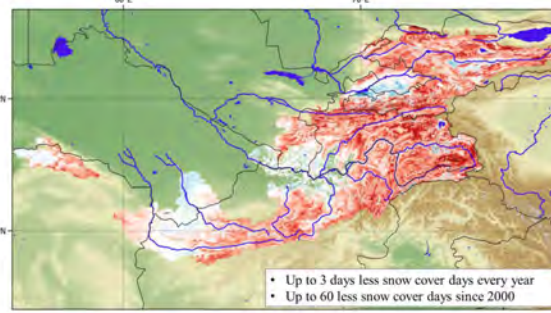 N
N
• Up to 3 days less snow cover days every year
• Up to 60 less snow cover days since 2000